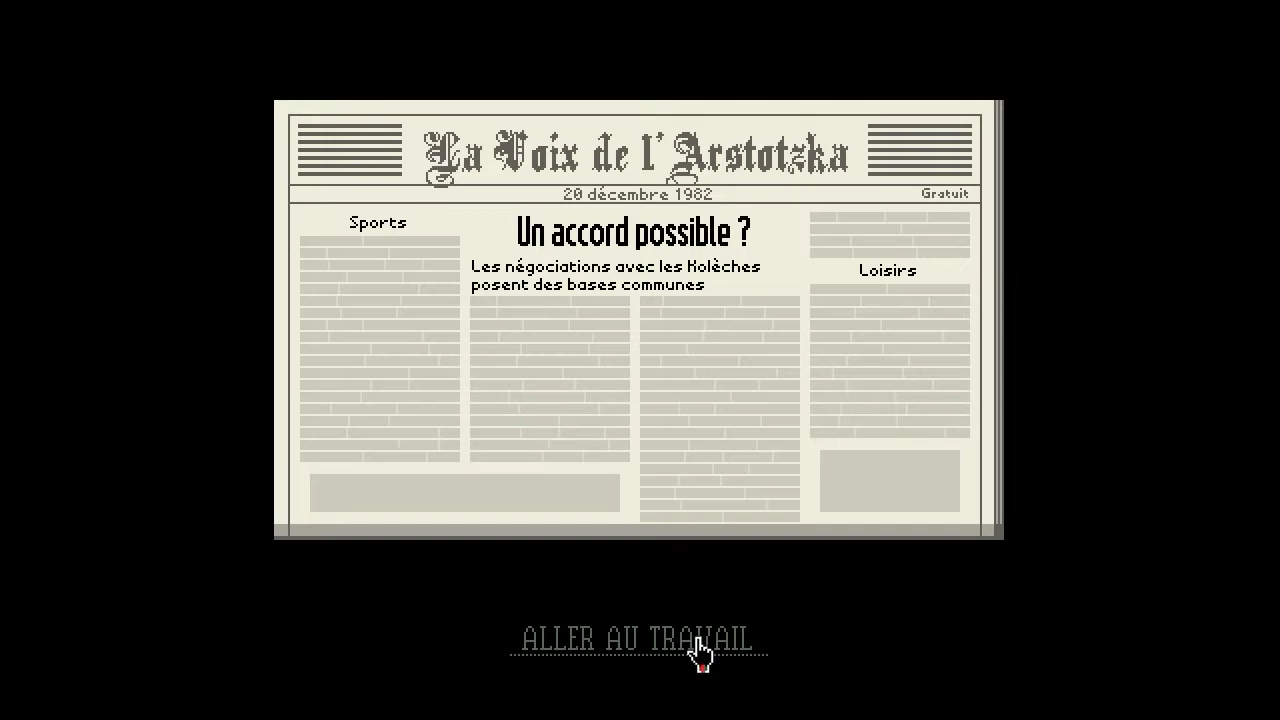 La Voix de l'Arstotzka
20 décembre 1982
Gratuit
Sports
Un accord possible ?
Les négociations avec les Kolèches
posent des bases communes
Loisirs
ALLER AU TRAVAIL